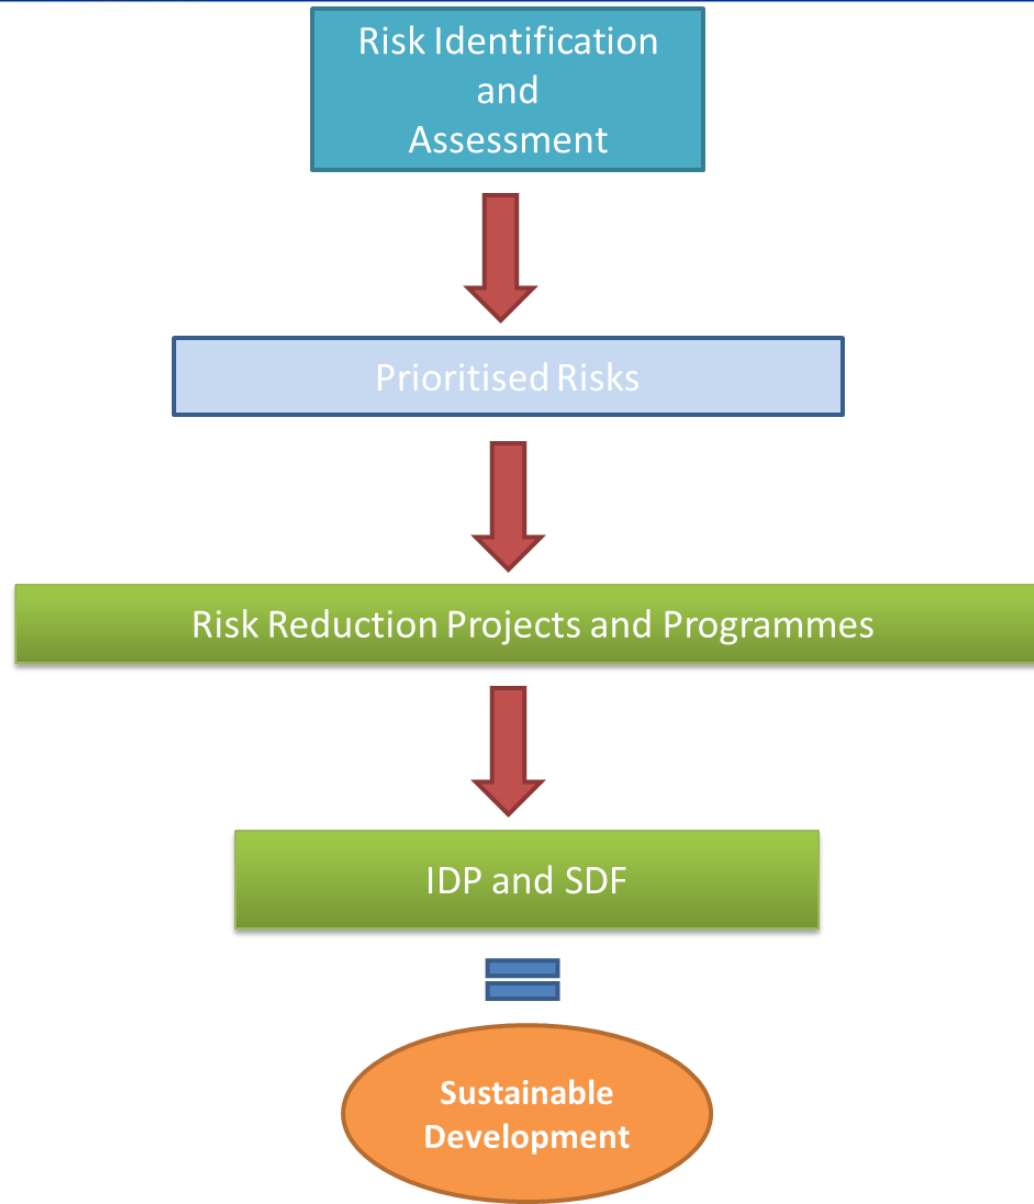 Risk Identification
and
Assessment
Prioritised Risks
Risk Reduction Projects and Programmes
IDP and SDF
Sustainable
Development